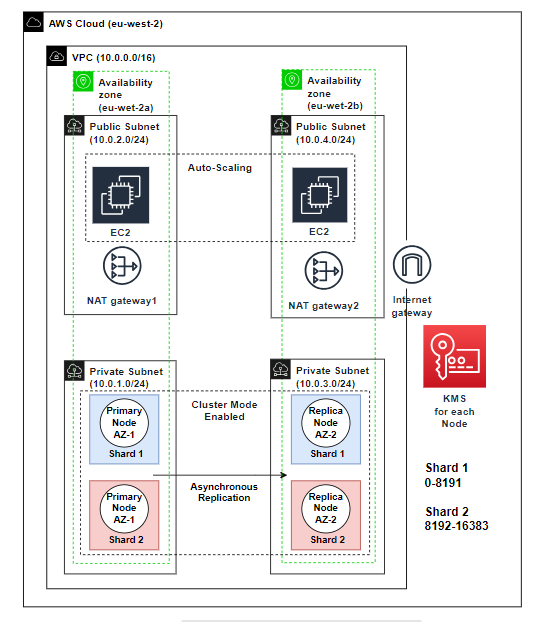 AWS Cloud (eu-west-2)
VPC (10.0.0.0/16)
Availability
zone
(eu-wet-2a)
Availability
zone
(eu-wet-2b)
Public Subnet
(10.0.2.0/24)
Public Subnet
(10.0.4.0/24)
Auto-Scaling
EC2
EC2
NAT gateway1
NAT gateway2
Internet
gateway
KMS
for each
Node
Private Subnet
(10.0.1.0/24)
Private Subnet
(10.0.3.0/24)
Cluster Mode
Enabled
Primary
Node
AZ-1
Shard 1
Replica
Node
AZ-2
Shard 1
Asynchronous
Replication
Primary
Node
AZ-1
Shard 2
Replica
Node
AZ-2
Shard 2
Shard 1
0-8191
Shard 2
8192-16383